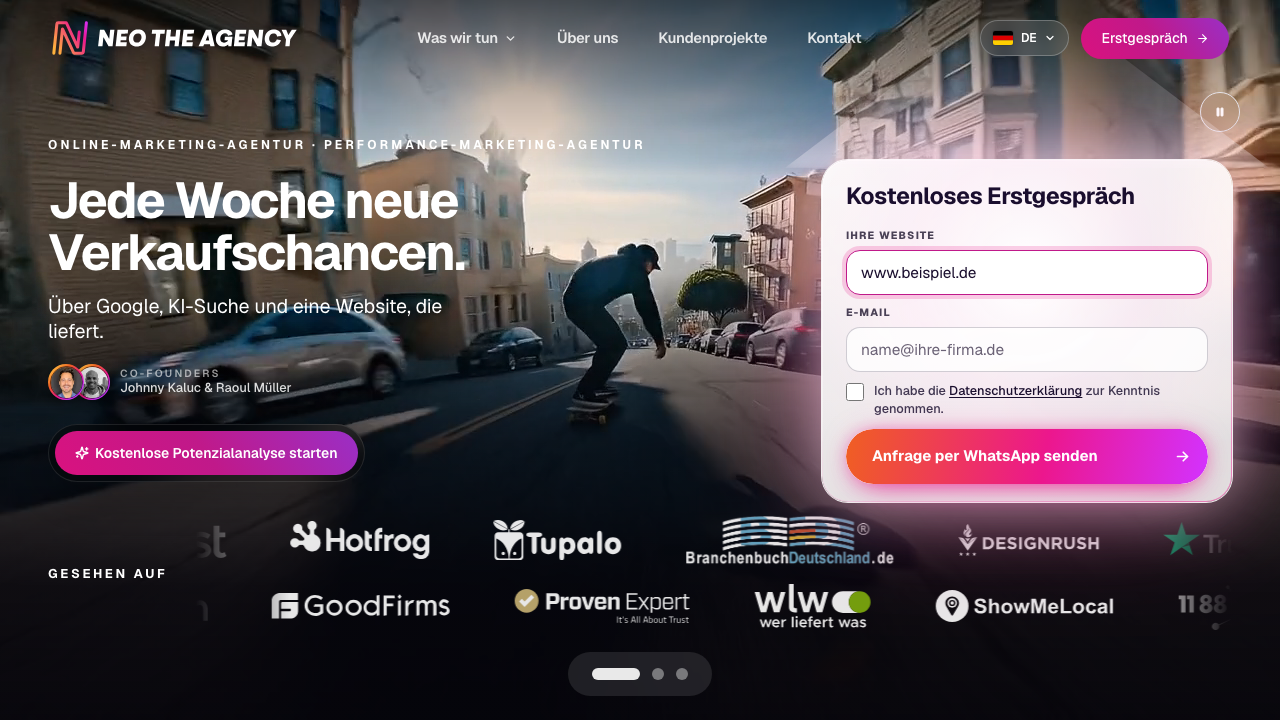 NEO THE AGENCY
Was wir tun
Über uns
Kundenprojekte
Kontakt
DE
Erstgespräch
ONLINE-MARKETING-AGENTUR · PERFORMANCE-MARKETING-AGENTUR
Jede Woche neue
Verkaufschancen.
Über Google, KI-Suche und eine Website, die
liefert.
CO-FOUNDERS
Johnny Kaluc & Raoul Müller
Kostenlose Potenzialanalyse starten
Kostenloses Erstgespräch
IHRE WEBSITE
www.beispiel.de
E-MAIL
name@ihre-firma.de
Ich habe die Datenschutzerklärung zur Kenntnis
genommen.
Anfrage per WhatsApp senden
GESEHEN AUF
st
Hotfrog
Tupalo
BranchenbuchDeutschland.de ®
DESIGNRUSH
Tr
GoodFirms
Proven Expert
It's All About Trust
wlw
wer liefert was
ShowMeLocal
11 88